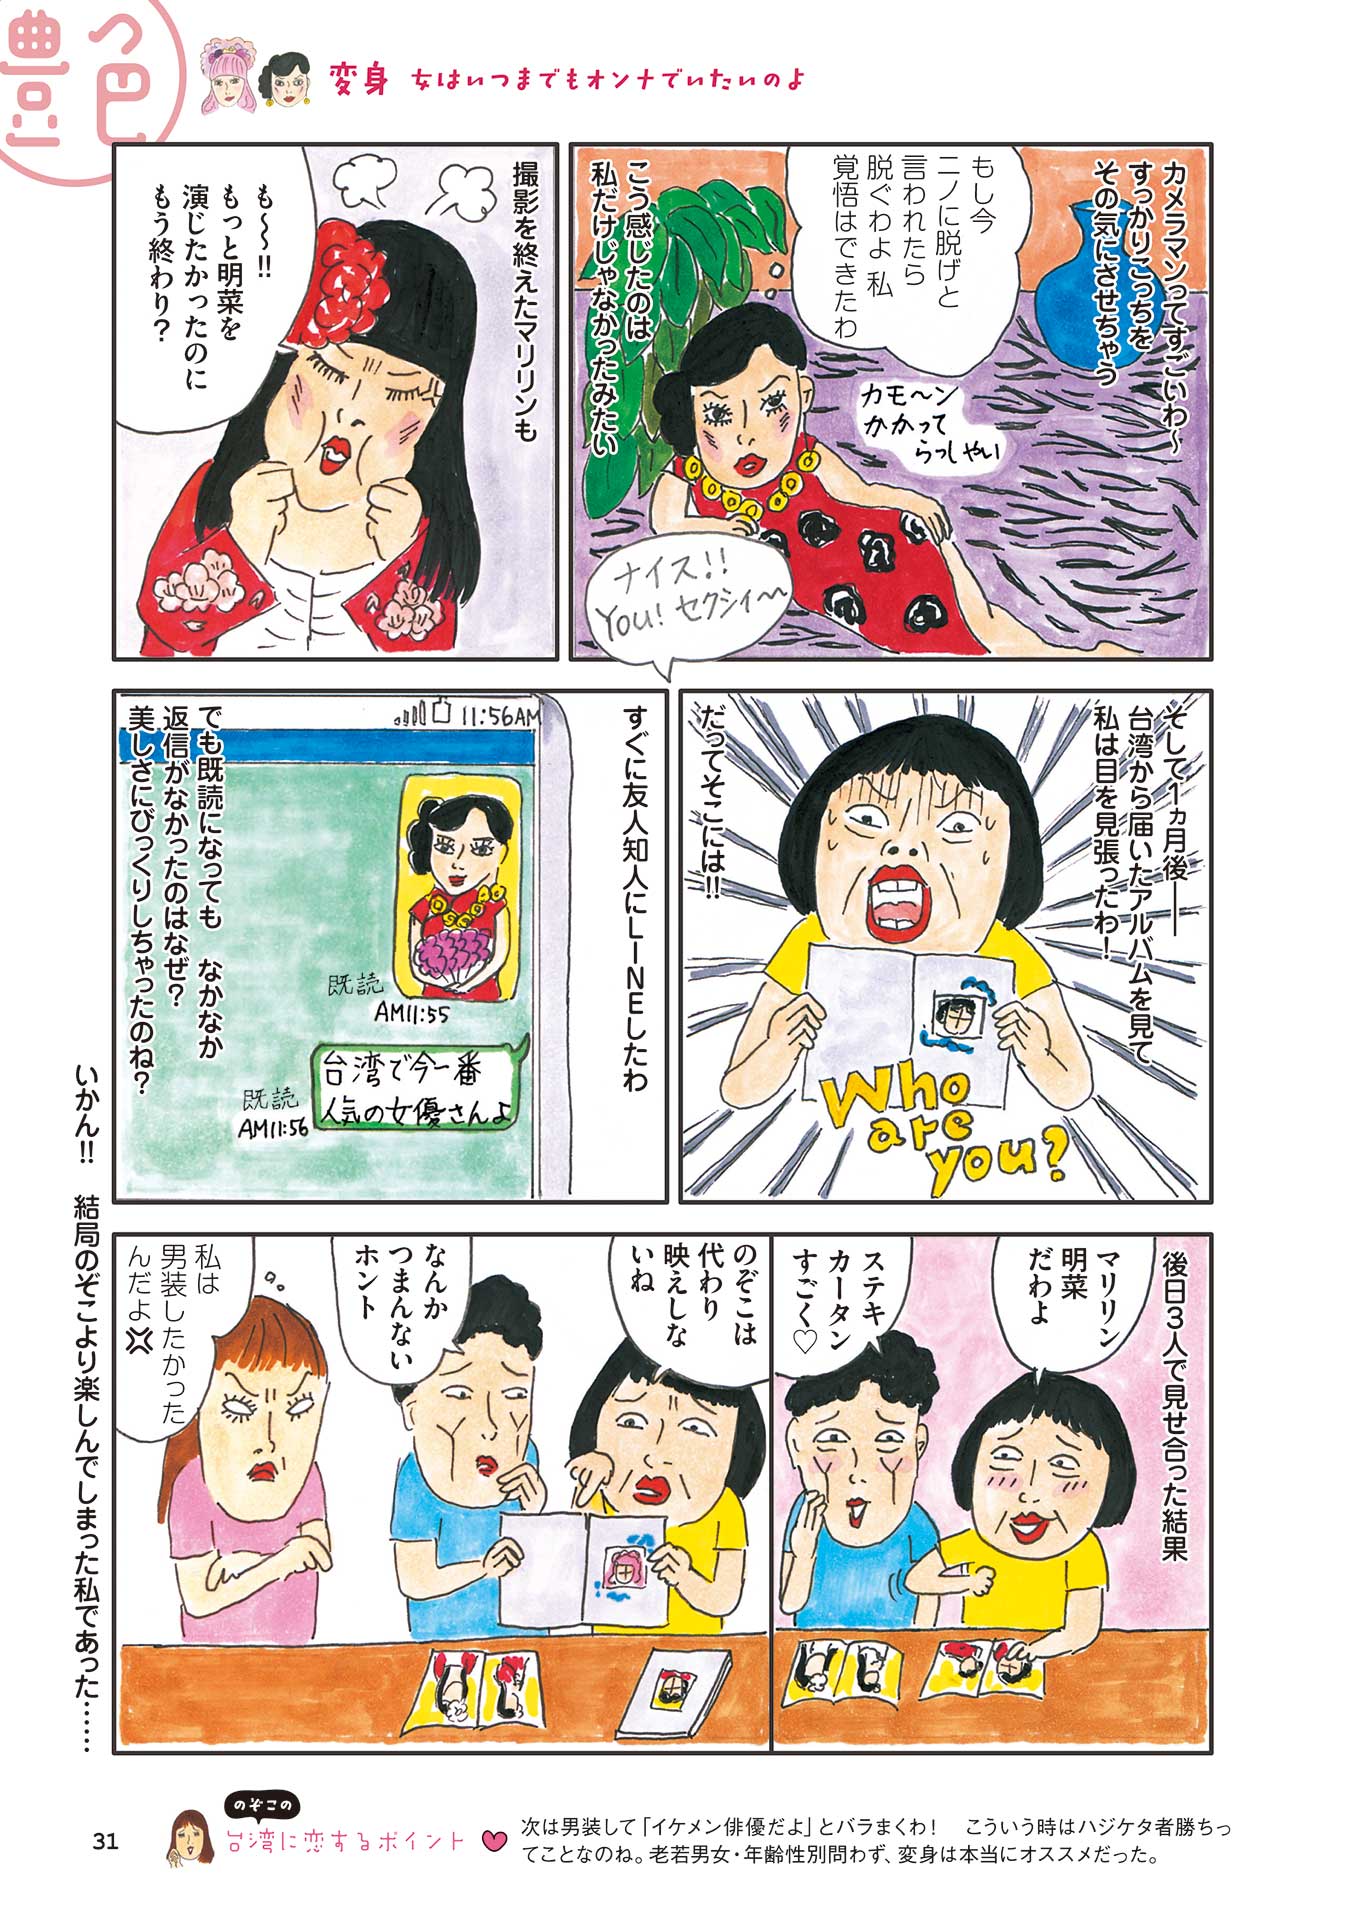 艶
変身 女はいつまでもオンナでいたいのよ
カメラマンってすごいわ〜
すっかりこっちを
その気にさせちゃう
もし今
ニノに脱げと
言われたら
脱ぐわよ 私
覚悟はできたわ
カモ〜ン
かかって
らっしゃい
こう感じたのは
私だけじゃなかったみたい
ナイス!!
YOU! セクシィ〜〜
撮影を終えたマリリンも
も〜〜!!
もっと明菜を
演じたかったのに
もう終わり?
そして1ヵ月後――
台湾から届いたアルバムを見て
私は目を見張ったわ!
だってそこには!!
Who
are
you?
すぐに友人知人にLINEしたわ
11:56AM
既読
AM11:55
台湾で今一番
人気の女優さんよ
既読
AM11:56
でも既読になっても なかなか
返信がなかったのはなぜ?
美しさにびっくりしちゃったのね?
後日3人で見せ合った結果
マリリン
明菜
だわよ
ステキ
カータン
すごく♡
のぞこは
代わり
映えしな
いね
なんか
つまんない
ホント
私は
男装したかった
んだよ💢
いかん!! 結局のぞこより楽しんでしまった私であった……
31
のぞこの
台湾に恋するポイント
次は男装して「イケメン俳優だよ」とバラまくわ! こういう時はハジケタ者勝ちっ
てことなのね。老若男女・年齢性別問わず、変身は本当にオススメだった。